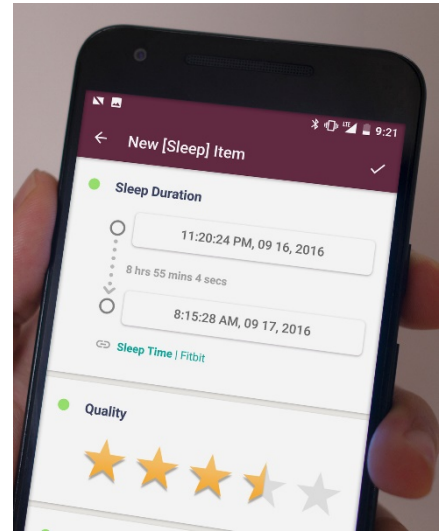 LTE 9:21
New [Sleep] Item
Sleep Duration
11:20:24 PM, 09 16, 2016
8 hrs 55 mins 4 secs
8:15:28 AM, 09 17, 2016
Sleep Time | Fitbit
Quality